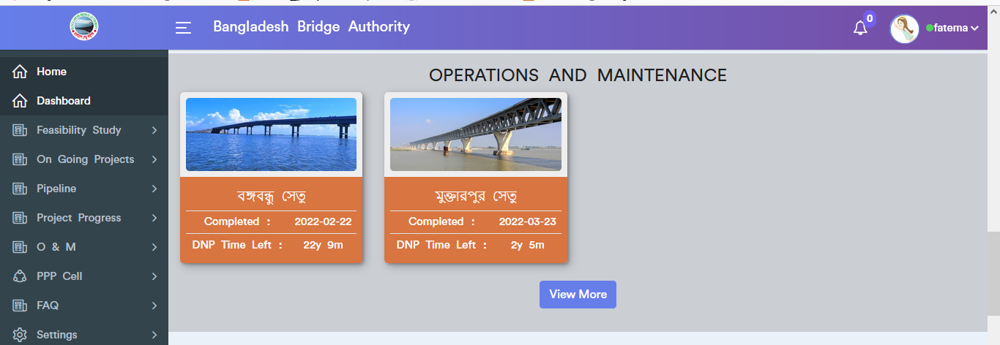 Bangladesh Bridge Authority
0
fatema
Home
Dashboard
Feasibility Study
On Going Projects
Pipeline
Project Progress
O & M
PPP Cell
FAQ
Settings
OPERATIONS AND MAINTENANCE
বঙ্গবন্ধু সেতু
Completed : 2022-02-22
DNP Time Left : 22y 9m
মুক্তারপুর সেতু
Completed : 2022-03-23
DNP Time Left : 2y 5m
View More